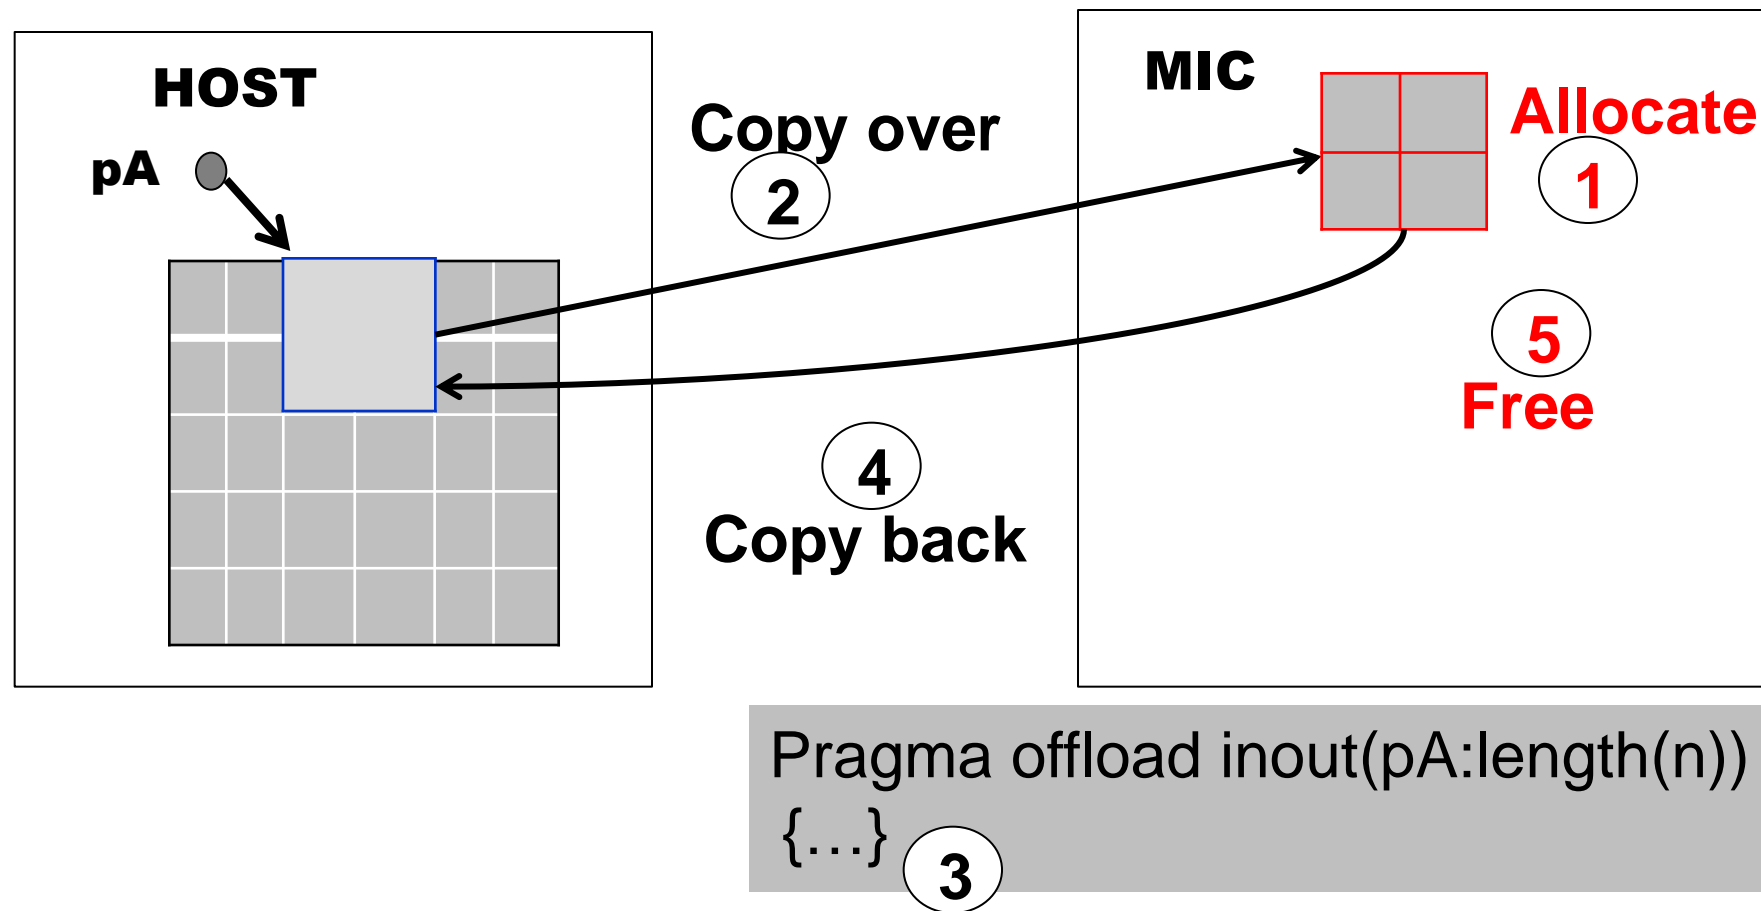 HOST
pA
Copy over
2
4
Copy back
MIC
Allocate
1
5
Free
Pragma offload inout(pA:length(n))
{…}
3